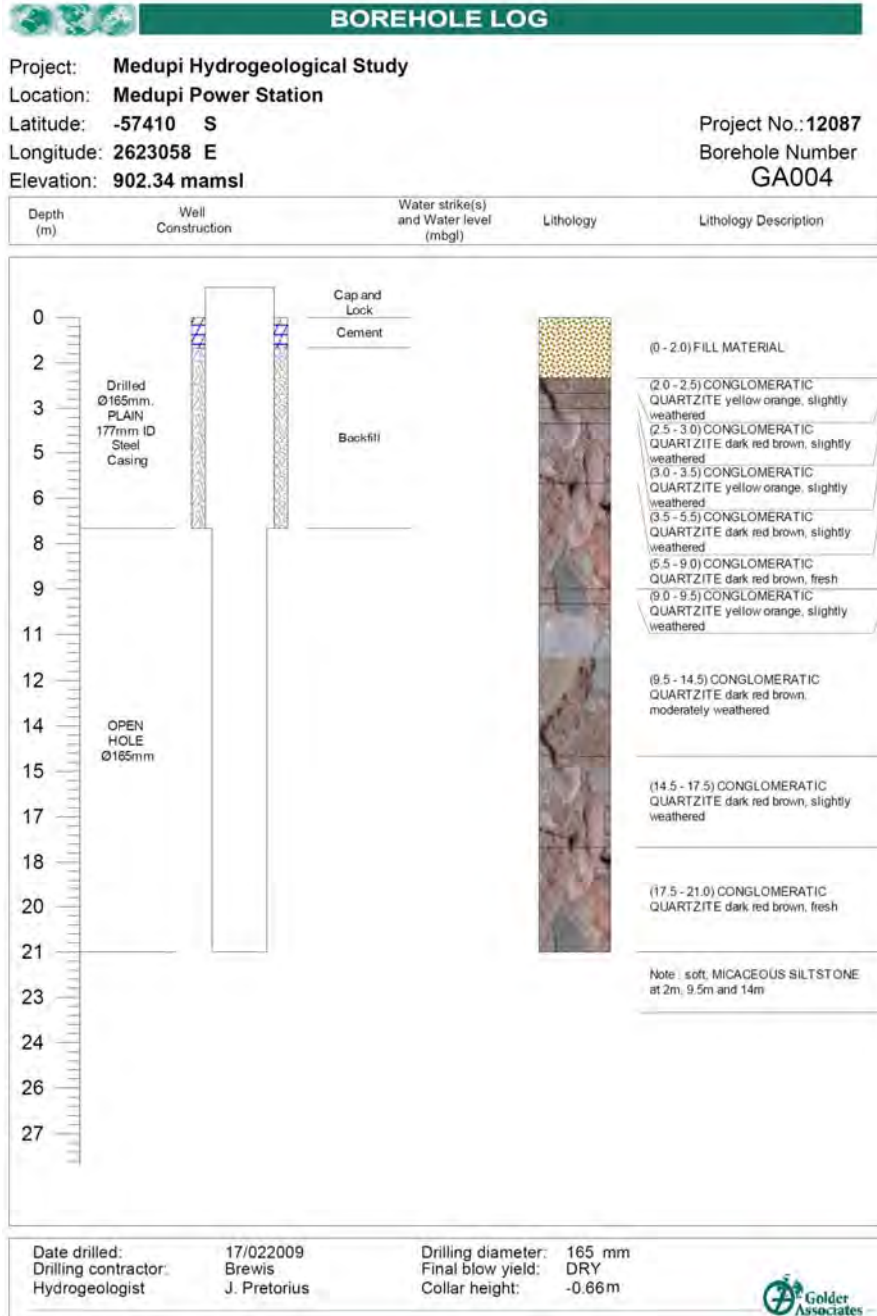 BOREHOLE LOG
Project: Medupi Hydrogeological Study
Location: Medupi Power Station
Latitude: -57410 S
Project No.:12087
Longitude: 2623058 E
Borehole Number
Elevation: 902.34 mamsl
GA004
Depth
(m)
Well
Construction
Water strike(s)
and Water level
(mbgl)
Lithology
Lithology Description
0
2
3
5
6
8
9
11
12
14
15
17
18
20
21
23
24
26
27
Drilled
Ø165mm.
PLAIN
177mm ID
Steel
Casing
OPEN
HOLE
Ø165mm
Cap and
Lock
Cement
Backfill
(0 - 2.0) FILL MATERIAL
(2.0 - 2.5) CONGLOMERATIC
QUARTZITE yellow orange, slightly
weathered
(2.5 - 3.0) CONGLOMERATIC
QUARTZITE dark red brown, slightly
weathered
(3.0 - 3.5) CONGLOMERATIC
QUARTZITE yellow orange, slightly
weathered
(3.5 - 5.5) CONGLOMERATIC
QUARTZITE dark red brown, slightly
weathered
(5.5 - 9.0) CONGLOMERATIC
QUARTZITE dark red brown, fresh
(9.0 - 9.5) CONGLOMERATIC
QUARTZITE yellow orange, slightly
weathered
(9.5 - 14.5) CONGLOMERATIC
QUARTZITE dark red brown,
moderately weathered
(14.5 - 17.5) CONGLOMERATIC
QUARTZITE dark red brown, slightly
weathered
(17.5 - 21.0) CONGLOMERATIC
QUARTZITE dark red brown, fresh
Note : soft, MICACEOUS SILTSTONE
at 2m, 9.5m and 14m
Date drilled: 17/022009
Drilling contractor: Brewis
Hydrogeologist J. Pretorius
Drilling diameter: 165 mm
Final blow yield: DRY
Collar height: -0.66m
Golder
Associates